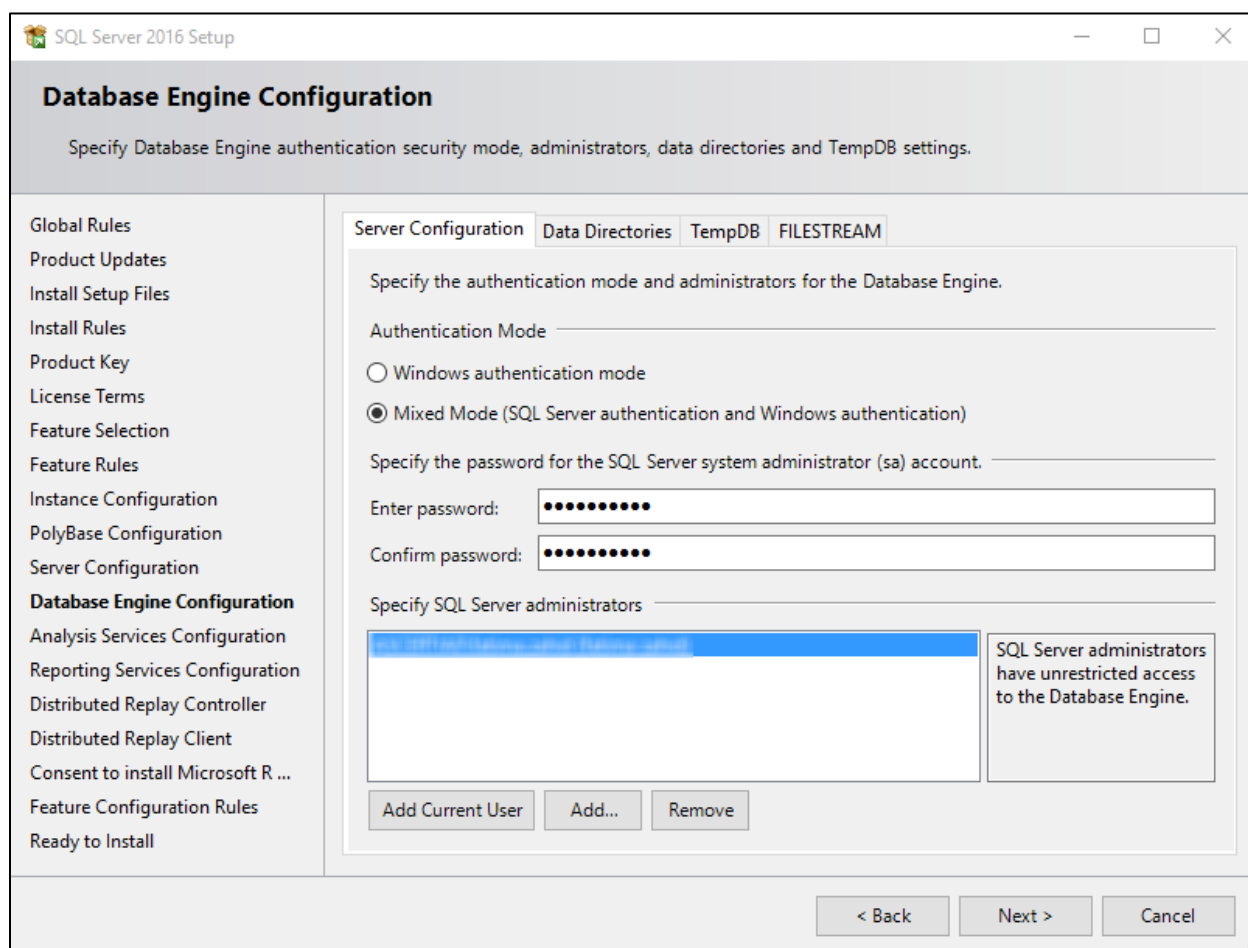 SQL Server 2016 Setup
Database Engine Configuration
Specify Database Engine authentication security mode, administrators, data directories and TempDB settings.
Global Rules
Product Updates
Install Setup Files
Install Rules
Product Key
License Terms
Feature Selection
Feature Rules
Instance Configuration
PolyBase Configuration
Server Configuration
Database Engine Configuration
Analysis Services Configuration
Reporting Services Configuration
Distributed Replay Controller
Distributed Replay Client
Consent to install Microsoft R ...
Feature Configuration Rules
Ready to Install
Server Configuration Data Directories TempDB FILESTREAM
Specify the authentication mode and administrators for the Database Engine.
Authentication Mode
Windows authentication mode
Mixed Mode (SQL Server authentication and Windows authentication)
Specify the password for the SQL Server system administrator (sa) account.
Enter password: ●●●●●●●●●●
Confirm password: ●●●●●●●●●●
Specify SQL Server administrators
SQL Server administrators
have unrestricted access
to the Database Engine.
Add Current User Add... Remove
< Back Next > Cancel